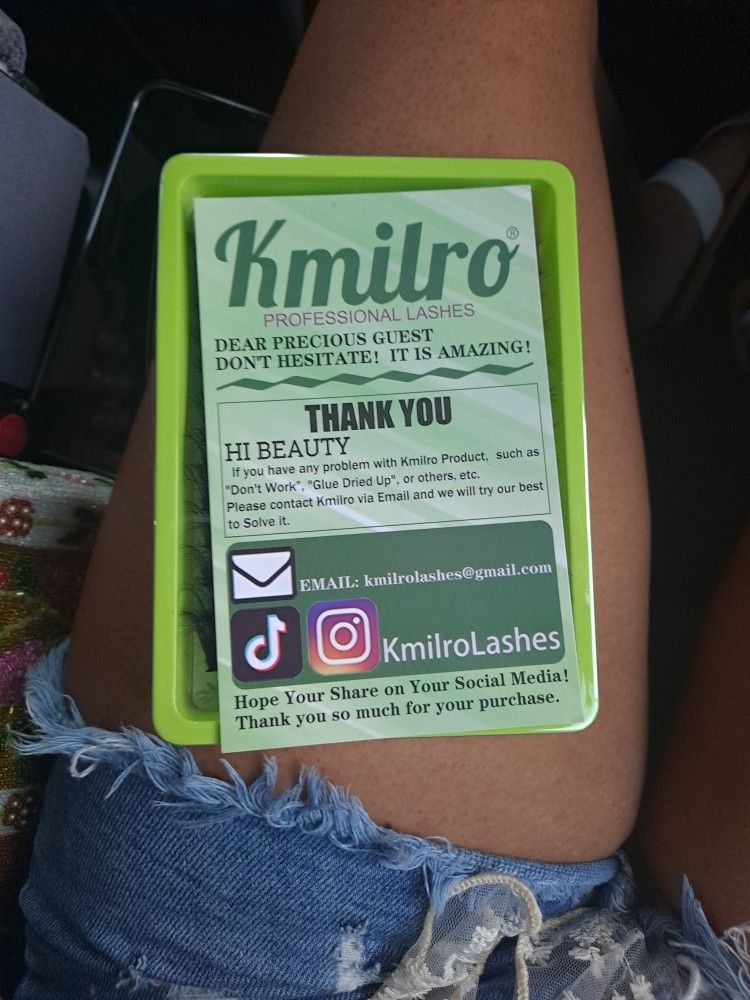 Kmilro®
PROFESSIONAL LASHES
DEAR PRECIOUS GUEST
DON'T HESITATE! IT IS AMAZING!
THANK YOU
HI BEAUTY
If you have any problem with Kmilro Product, such as
"Don't Work", "Glue Dried Up", or others, etc.
Please contact Kmilro via Email and we will try our best
to Solve it.
EMAIL: kmilrolashes@gmail.com
KmilroLashes
Hope Your Share on Your Social Media!
Thank you so much for your purchase.